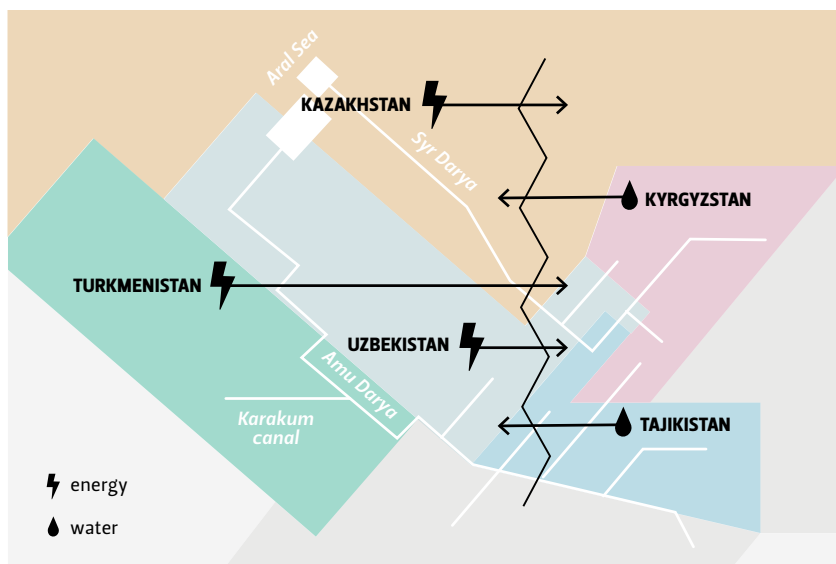 Aral Sea
KAZAKHSTAN
Syr Darya
KYRGYZSTAN
TURKMENISTAN
UZBEKISTAN
Amu Darya
Karakum
canal
TAJIKISTAN
energy
water